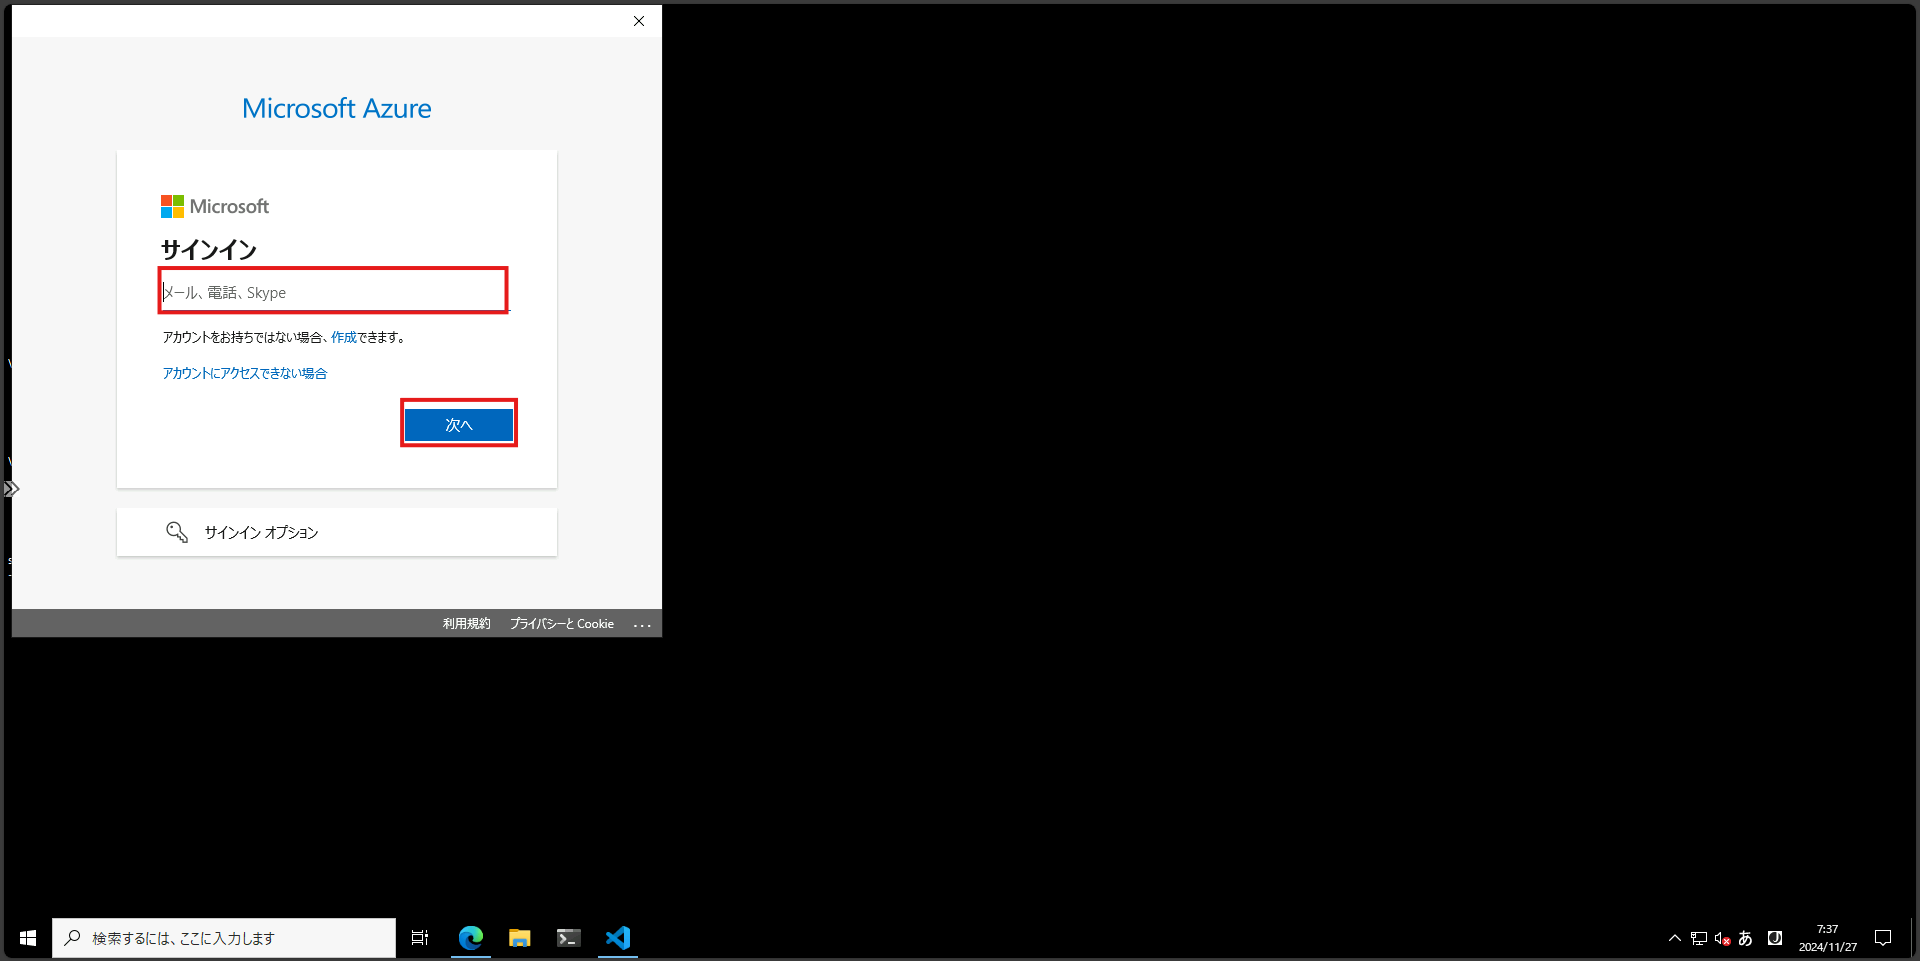 Microsoft Azure
Microsoft
サインイン
メール、電話、Skype
アカウントをお持ちではない場合、作成できます。
アカウントにアクセスできない場合
次へ
サインイン オプション
利用規約 プライバシーと Cookie ...
検索するには、ここに入力します
あ
7:37
2024/11/27